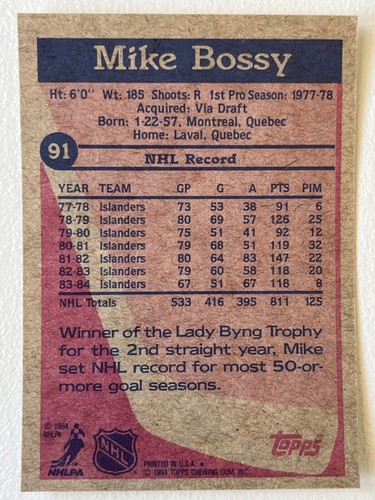 Mike Bossy
Ht: 6'0" Wt: 185 Shoots: R 1st Pro Season: 1977-78
Acquired: Via Draft
Born: 1-22-57, Montreal, Quebec
Home: Laval, Quebec
91
NHL Record
YEAR TEAM GP G A PTS PIM
77-78 Islanders 73 53 38 91 6
78-79 Islanders 80 69 57 126 25
79-80 Islanders 75 51 41 92 12
80-81 Islanders 79 68 51 119 32
81-82 Islanders 80 64 83 147 22
82-83 Islanders 79 60 58 118 20
83-84 Islanders 67 51 67 118 8
NHL Totals 533 416 395 811 125
Winner of the Lady Byng Trophy
for the 2nd straight year, Mike
set NHL record for most 50-or-
more goal seasons.
© 1984
NHLPA
NHLPA
NHL
topps
PRINTED IN U.S.A.
© 1984 TOPPS CHEWING GUM, INC.